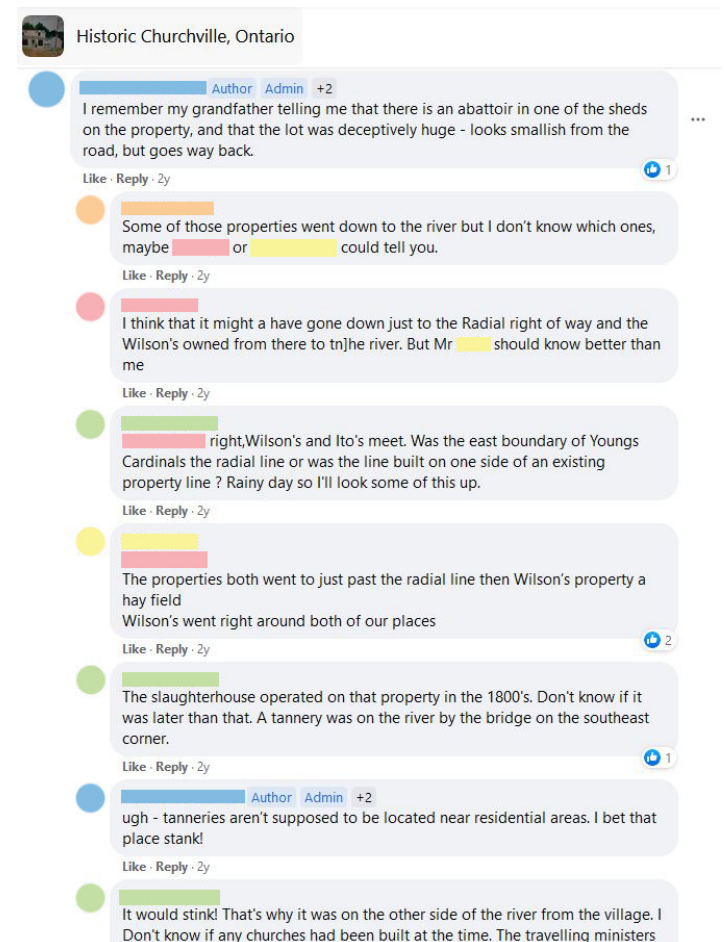 Historic Churchville, Ontario
Author Admin +2
I remember my grandfather telling me that there is an abattoir in one of the sheds
on the property, and that the lot was deceptively huge - looks smallish from the
road, but goes way back.
1
Like · Reply · 2y
Some of those properties went down to the river but I don't know which ones,
maybe or could tell you.
Like · Reply · 2y
I think that it might a have gone down just to the Radial right of way and the
Wilson's owned from there to tn]he river. But Mr should know better than
me
Like · Reply · 2y
right,Wilson's and Ito's meet. Was the east boundary of Youngs
Cardinals the radial line or was the line built on one side of an existing
property line ? Rainy day so I'll look some of this up.
Like · Reply · 2y
The properties both went to just past the radial line then Wilson's property a
hay field
Wilson's went right around both of our places
2
Like · Reply · 2y
The slaughterhouse operated on that property in the 1800's. Don't know if it
was later than that. A tannery was on the river by the bridge on the southeast
corner.
1
Like · Reply · 2y
Author Admin +2
ugh - tanneries aren't supposed to be located near residential areas. I bet that
place stank!
Like · Reply · 2y
It would stink! That's why it was on the other side of the river from the village. I
Don't know if any churches had been built at the time. The travelling ministers